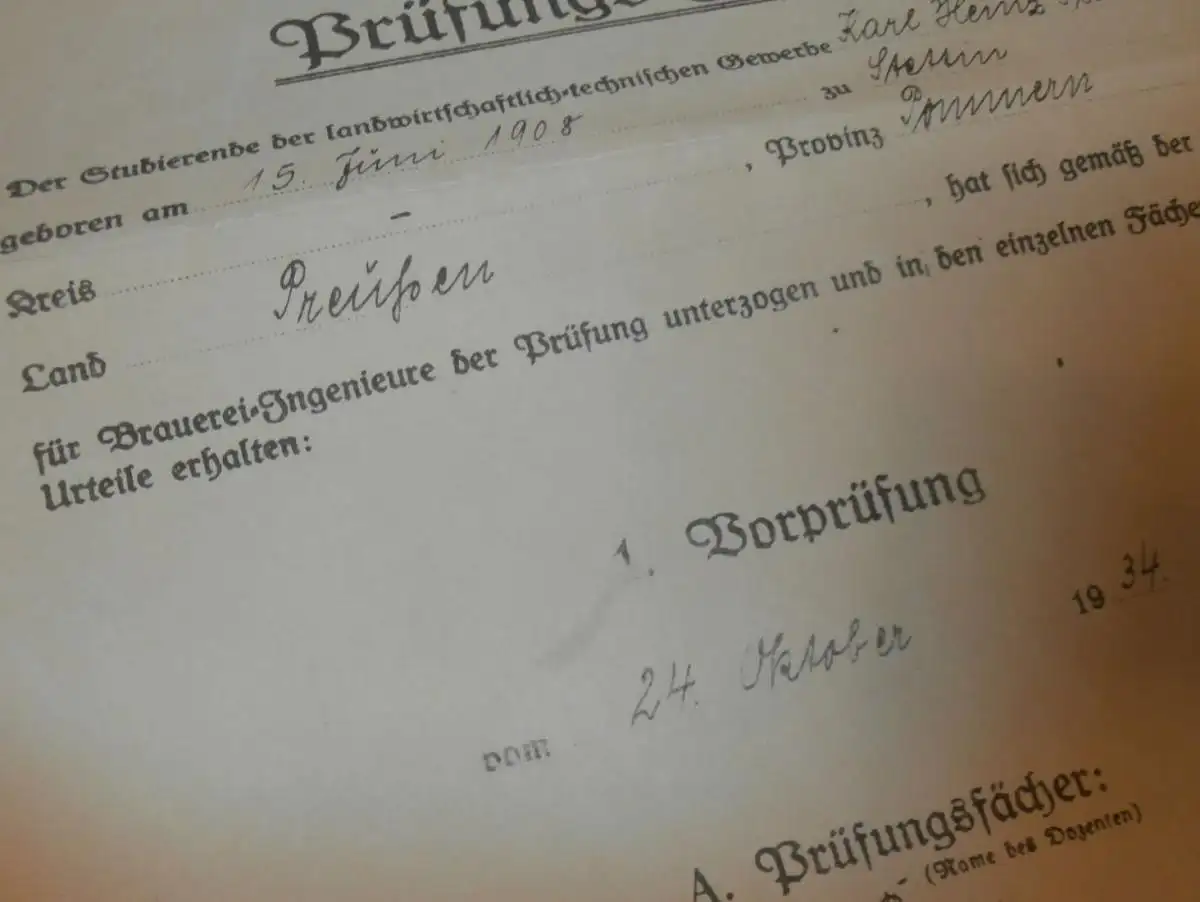 Prüfungs
Der Studierende der landwirtschaftlich-technischen Gewerbe Karl Heinz
geboren am 15. Juni 1908 zu Stettin
Kreis - , Provinz Pommern
Land Preußen , hat sich gemäß der
für Brauerei-Ingenieure der Prüfung unterzogen und in den einzelnen
Urteile erhalten:
1. Vorprüfung
vom 24. Oktober 1934.
A. Prüfungsfächer:
(Name des Dozenten)